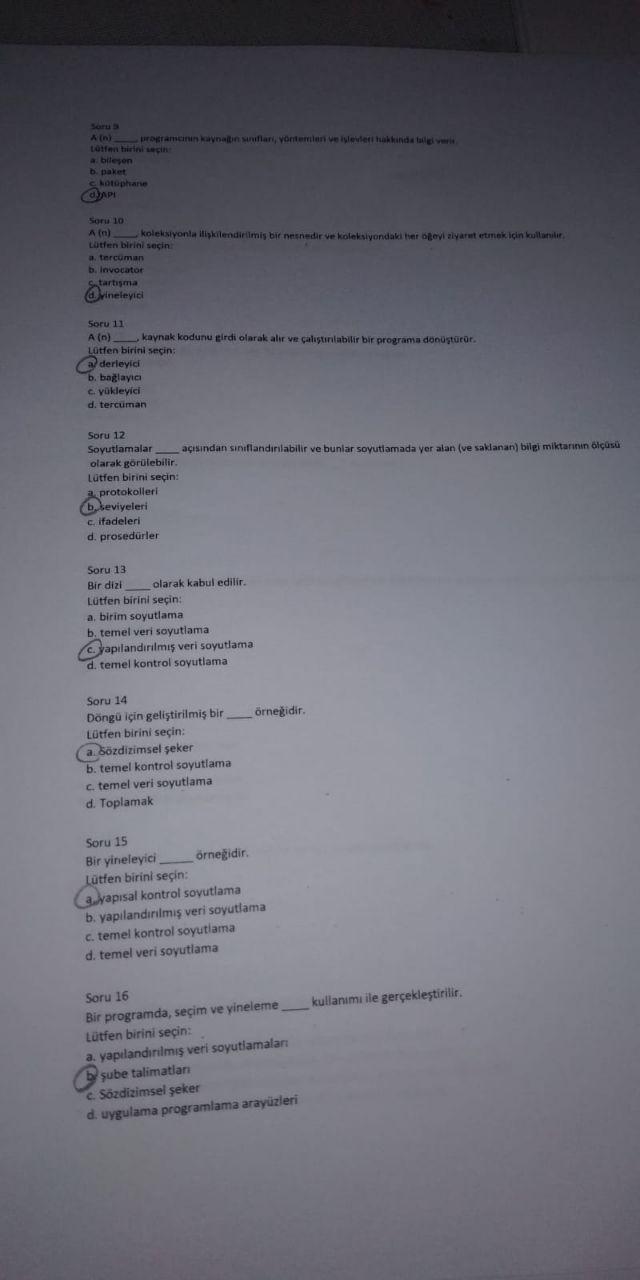 Soru 9
A (n) _____ programcının kaynağın sınıfları, yöntemleri ve işlevleri hakkında bilgi verir.
Lütfen birini seçin:
a. bileşen
b. paket
c. kütüphane
d. API
Soru 10
A (n) _____ koleksiyonla ilişkilendirilmiş bir nesnedir ve koleksiyondaki her öğeyi ziyaret etmek için kullanılır.
Lütfen birini seçin:
a. tercüman
b. invocator
c. tartışma
d. yineleyici
Soru 11
A (n) _____, kaynak kodunu girdi olarak alır ve çalıştırılabilir bir programa dönüştürür.
Lütfen birini seçin:
a. derleyici
b. bağlayıcı
c. yükleyici
d. tercüman
Soru 12
Soyutlamalar _____ açısından sınıflandırılabilir ve bunlar soyutlamada yer alan (ve saklanan) bilgi miktarının ölçüsü
olarak görülebilir.
Lütfen birini seçin:
a. protokolleri
b. seviyeleri
c. ifadeleri
d. prosedürler
Soru 13
Bir dizi _____ olarak kabul edilir.
Lütfen birini seçin:
a. birim soyutlama
b. temel veri soyutlama
c. yapılandırılmış veri soyutlama
d. temel kontrol soyutlama
Soru 14
Döngü için geliştirilmiş bir _____ örneğidir.
Lütfen birini seçin:
a. Sözdizimsel şeker
b. temel kontrol soyutlama
c. temel veri soyutlama
d. Toplamak
Soru 15
Bir yineleyici _____ örneğidir.
Lütfen birini seçin:
a. yapısal kontrol soyutlama
b. yapılandırılmış veri soyutlama
c. temel kontrol soyutlama
d. temel veri soyutlama
Soru 16
Bir programda, seçim ve yineleme _____ kullanımı ile gerçekleştirilir.
Lütfen birini seçin:
a. yapılandırılmış veri soyutlamaları
b. şube talimatları
c. Sözdizimsel şeker
d. uygulama programlama arayüzleri